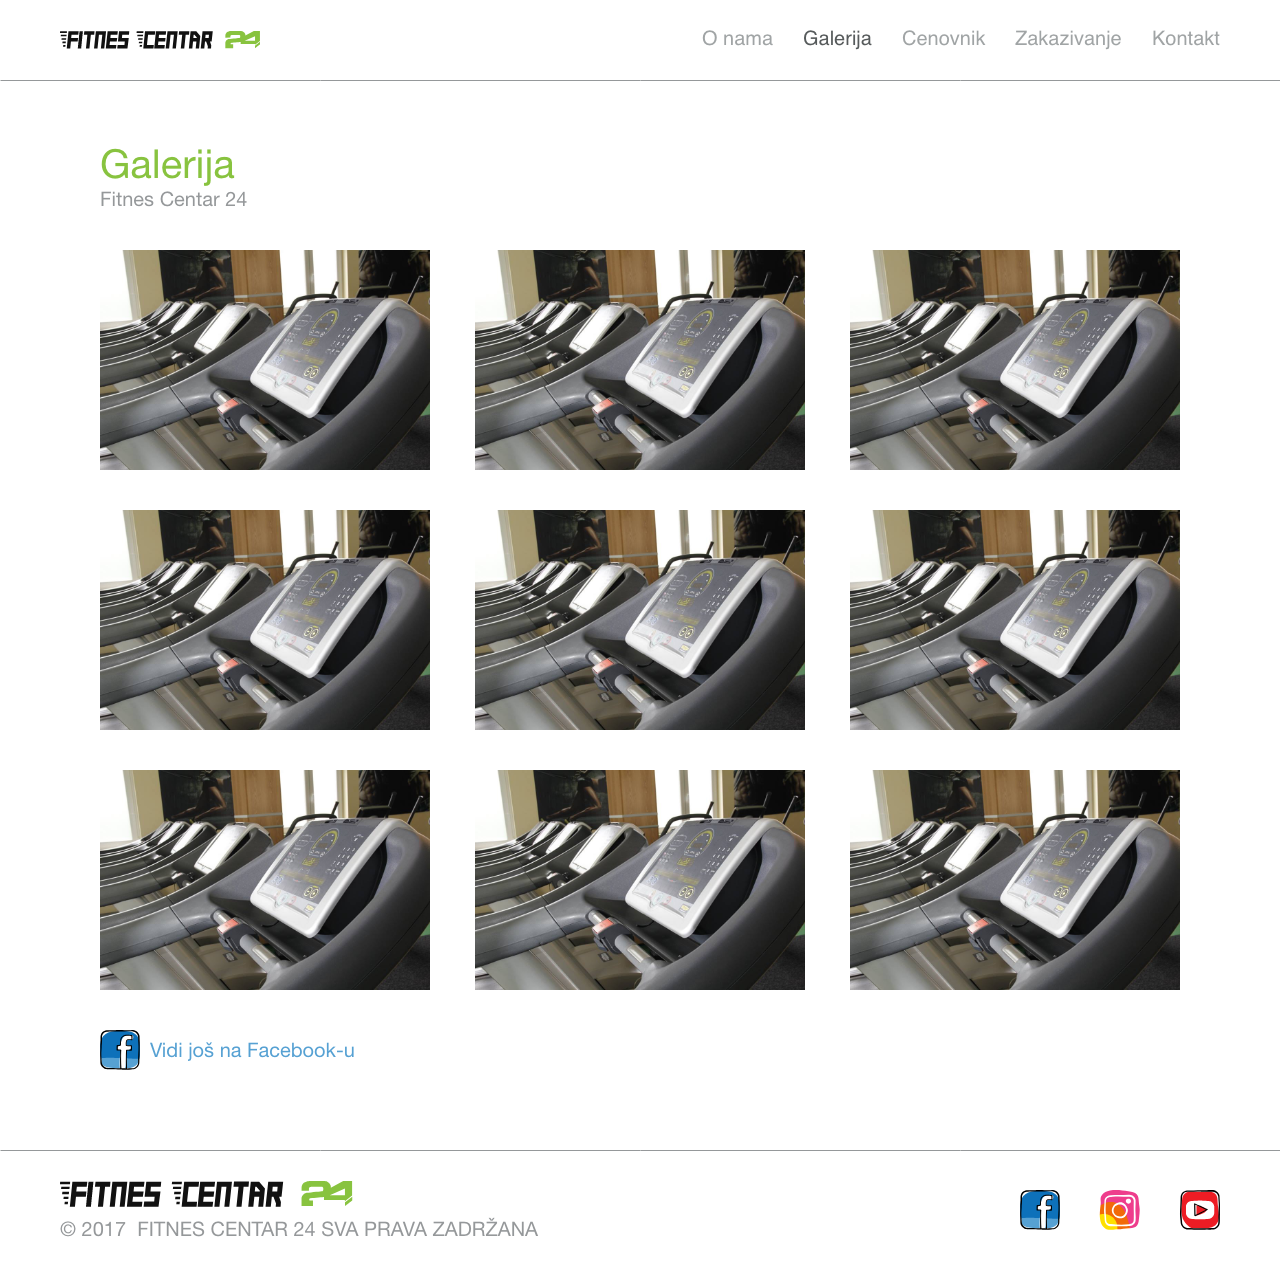 FITNES CENTAR 24
O nama Galerija Cenovnik Zakazivanje Kontakt
Galerija
Fitnes Centar 24
Vidi još na Facebook-u
FITNES CENTAR 24
© 2017 FITNES CENTAR 24 SVA PRAVA ZADRŽANA